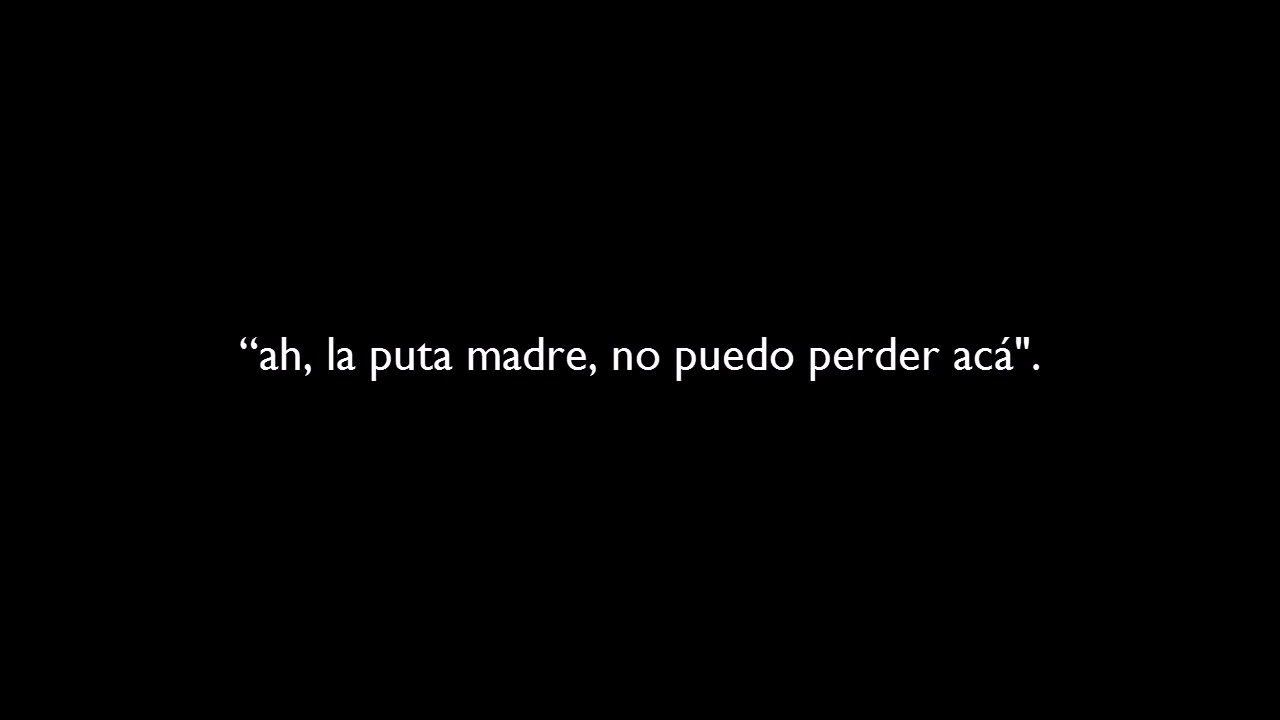 “ah, la puta madre, no puedo perder acá".